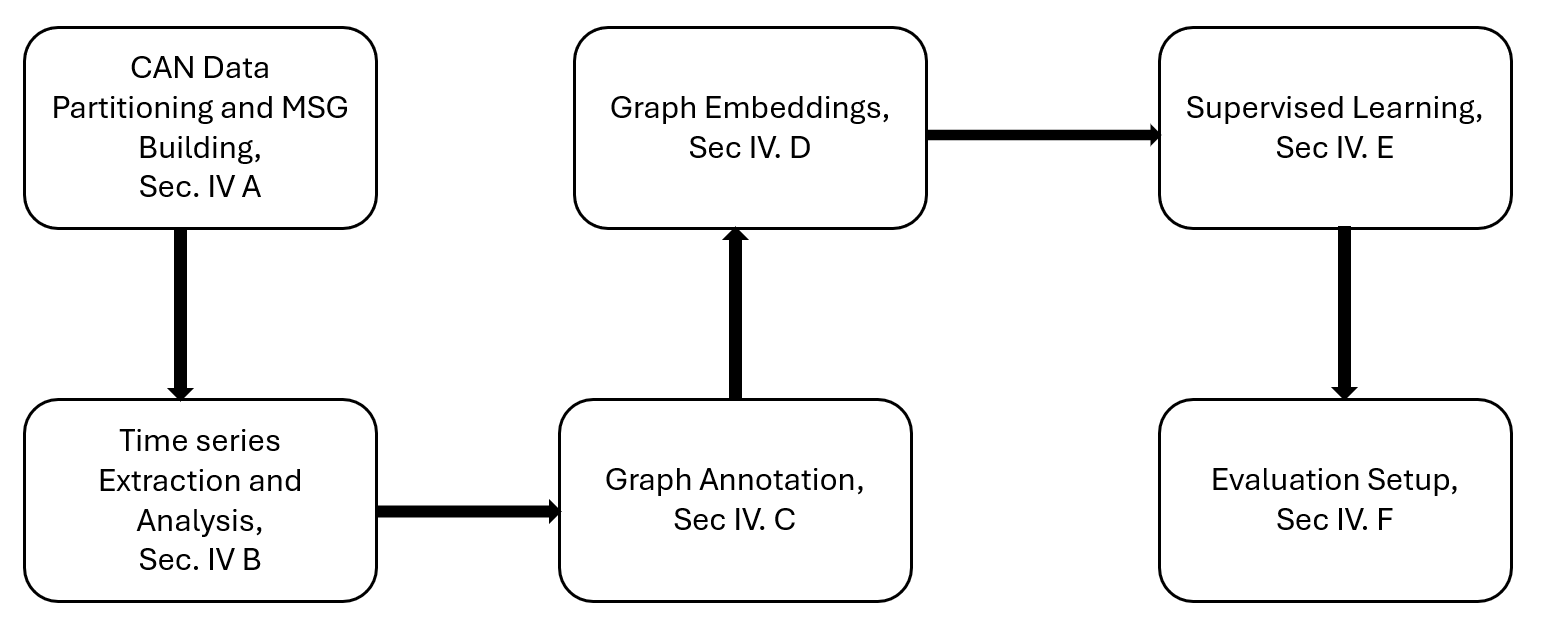 CAN Data
Partitioning and MSG
Building,
Sec. IV A
Time series
Extraction and
Analysis,
Sec. IV B
Graph Annotation,
Sec IV. C
Graph Embeddings,
Sec IV. D
Supervised Learning,
Sec IV. E
Evaluation Setup,
Sec IV. F